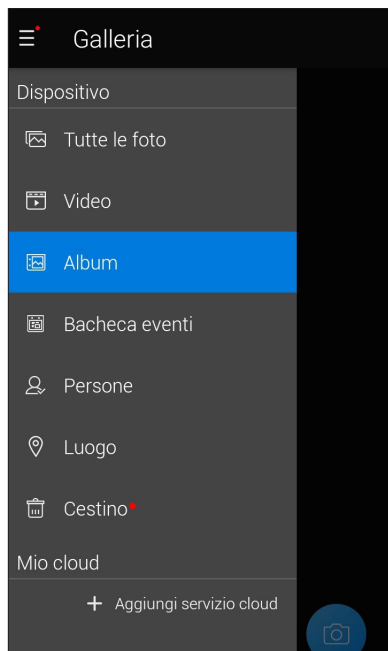 Galleria
Dispositivo
Tutte le foto
Video
Album
Bacheca eventi
Persone
Luogo
Cestino
Mio cloud
+ Aggiungi servizio cloud